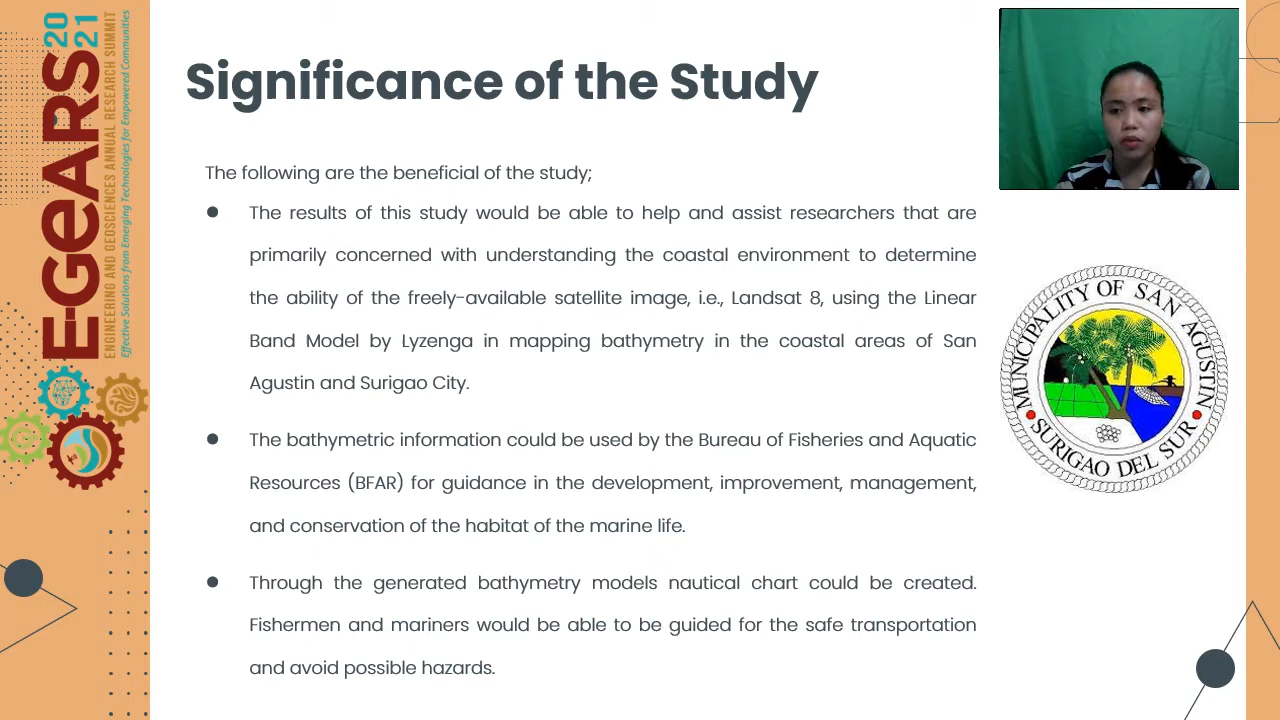 EGeARS 2021
ENGINEERING AND GEOSCIENCES ANNUAL RESEARCH SUMMIT
Effective Solutions from Emerging Technologies for Empowered Communities
Significance of the Study
The following are the beneficial of the study;
The results of this study would be able to help and assist researchers that are
primarily concerned with understanding the coastal environment to determine
the ability of the freely-available satellite image, i.e., Landsat 8, using the Linear
Band Model by Lyzenga in mapping bathymetry in the coastal areas of San
Agustin and Surigao City.
The bathymetric information could be used by the Bureau of Fisheries and Aquatic
Resources (BFAR) for guidance in the development, improvement, management,
and conservation of the habitat of the marine life.
Through the generated bathymetry models nautical chart could be created.
Fishermen and mariners would be able to be guided for the safe transportation
and avoid possible hazards.
MUNICIPALITY OF SAN AGUSTIN
SURIGAO DEL SUR